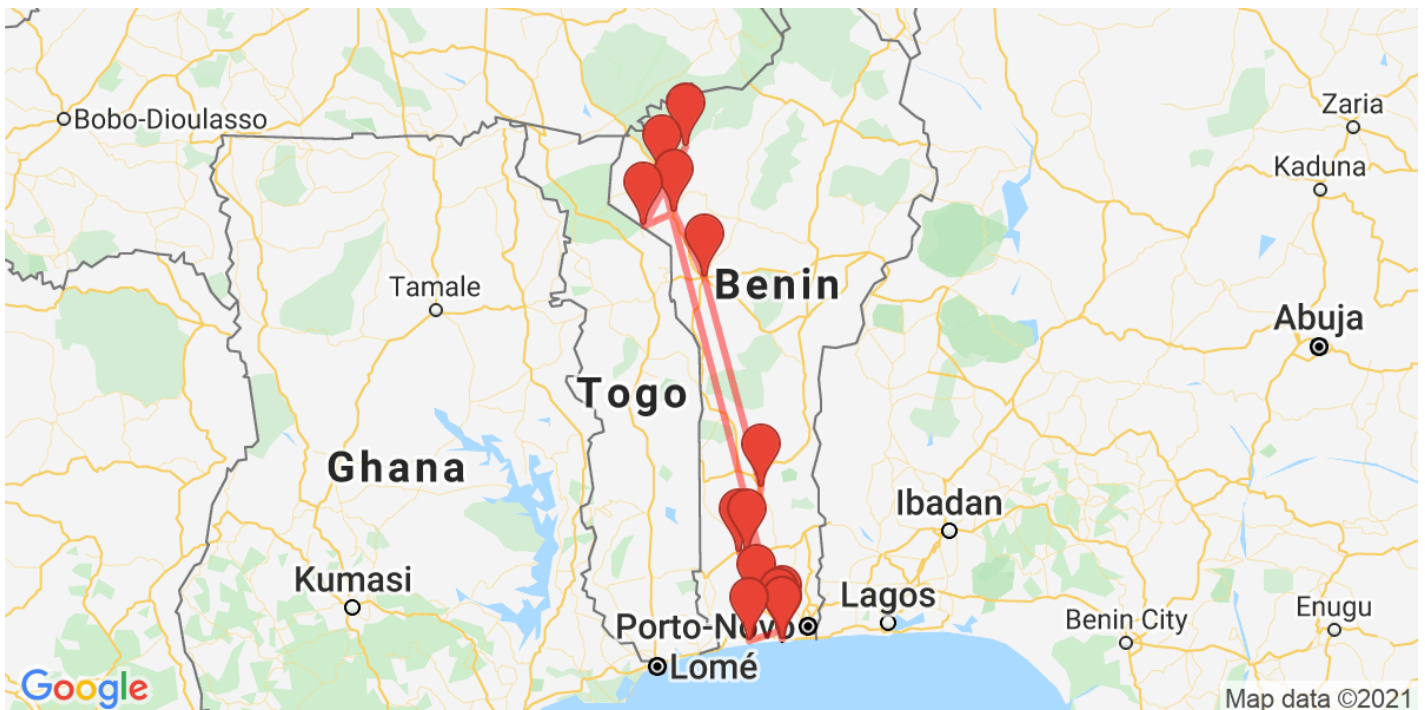 Bobo-Dioulasso
Zaria
Kaduna
Tamale
Benin
Abuja
Togo
Ghana
Ibadan
Kumasi
Lagos
Porto-Novo
Benin City
Enugu
Lomé
Google
Map data ©2021